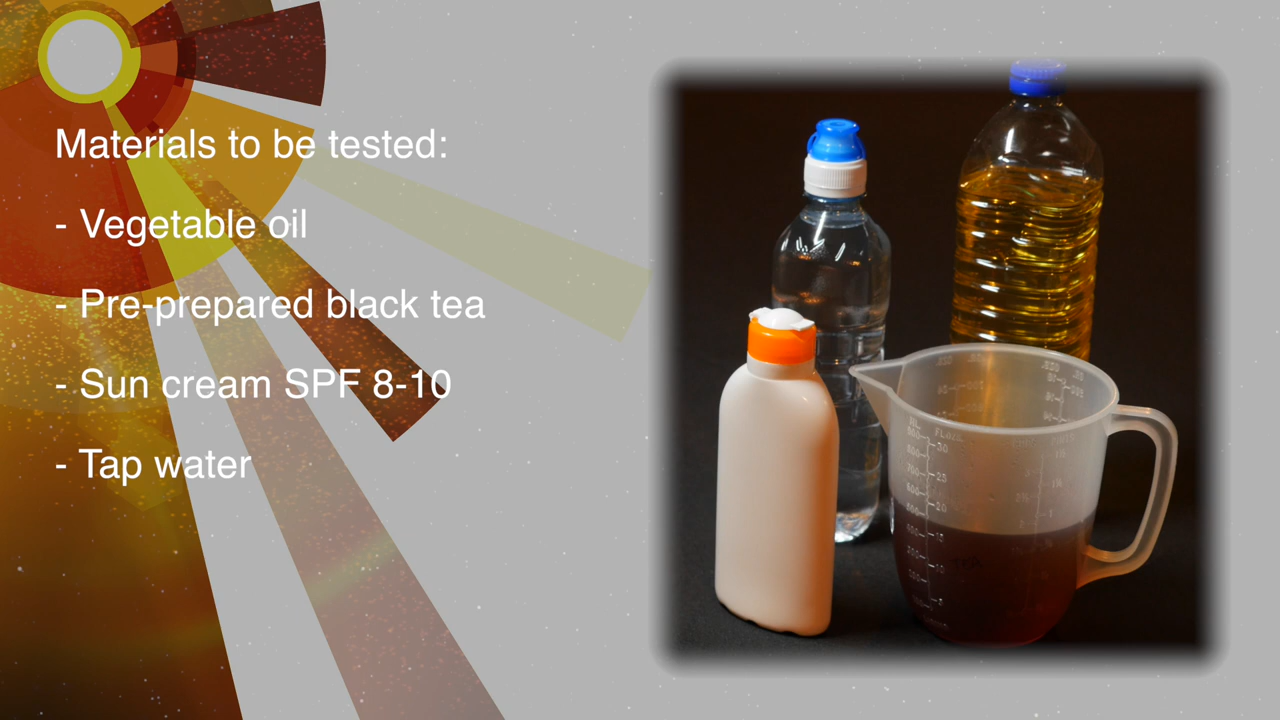 Materials to be tested:
- Vegetable oil
- Pre-prepared black tea
- Sun cream SPF 8-10
- Tap water